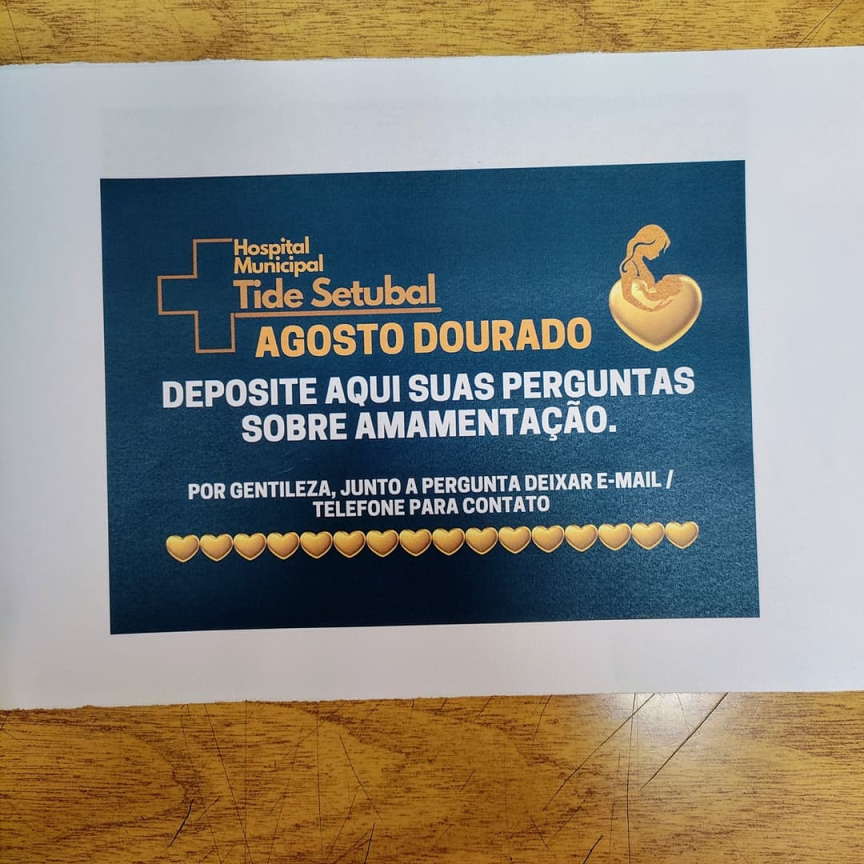 Hospital
Municipal
Tide Setubal
AGOSTO DOURADO
DEPOSITE AQUI SUAS PERGUNTAS
SOBRE AMAMENTAÇÃO.
POR GENTILEZA, JUNTO A PERGUNTA DEIXAR E-MAIL /
TELEFONE PARA CONTATO